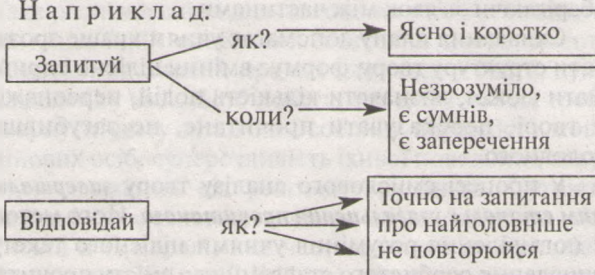 Наприклад:
як?
Ясно і коротко
Запитуй
коли?
Незрозуміло,
є сумнів,
є заперечення
Відповідай
як?
Точно на запитання
про найголовніше
не повторюйся